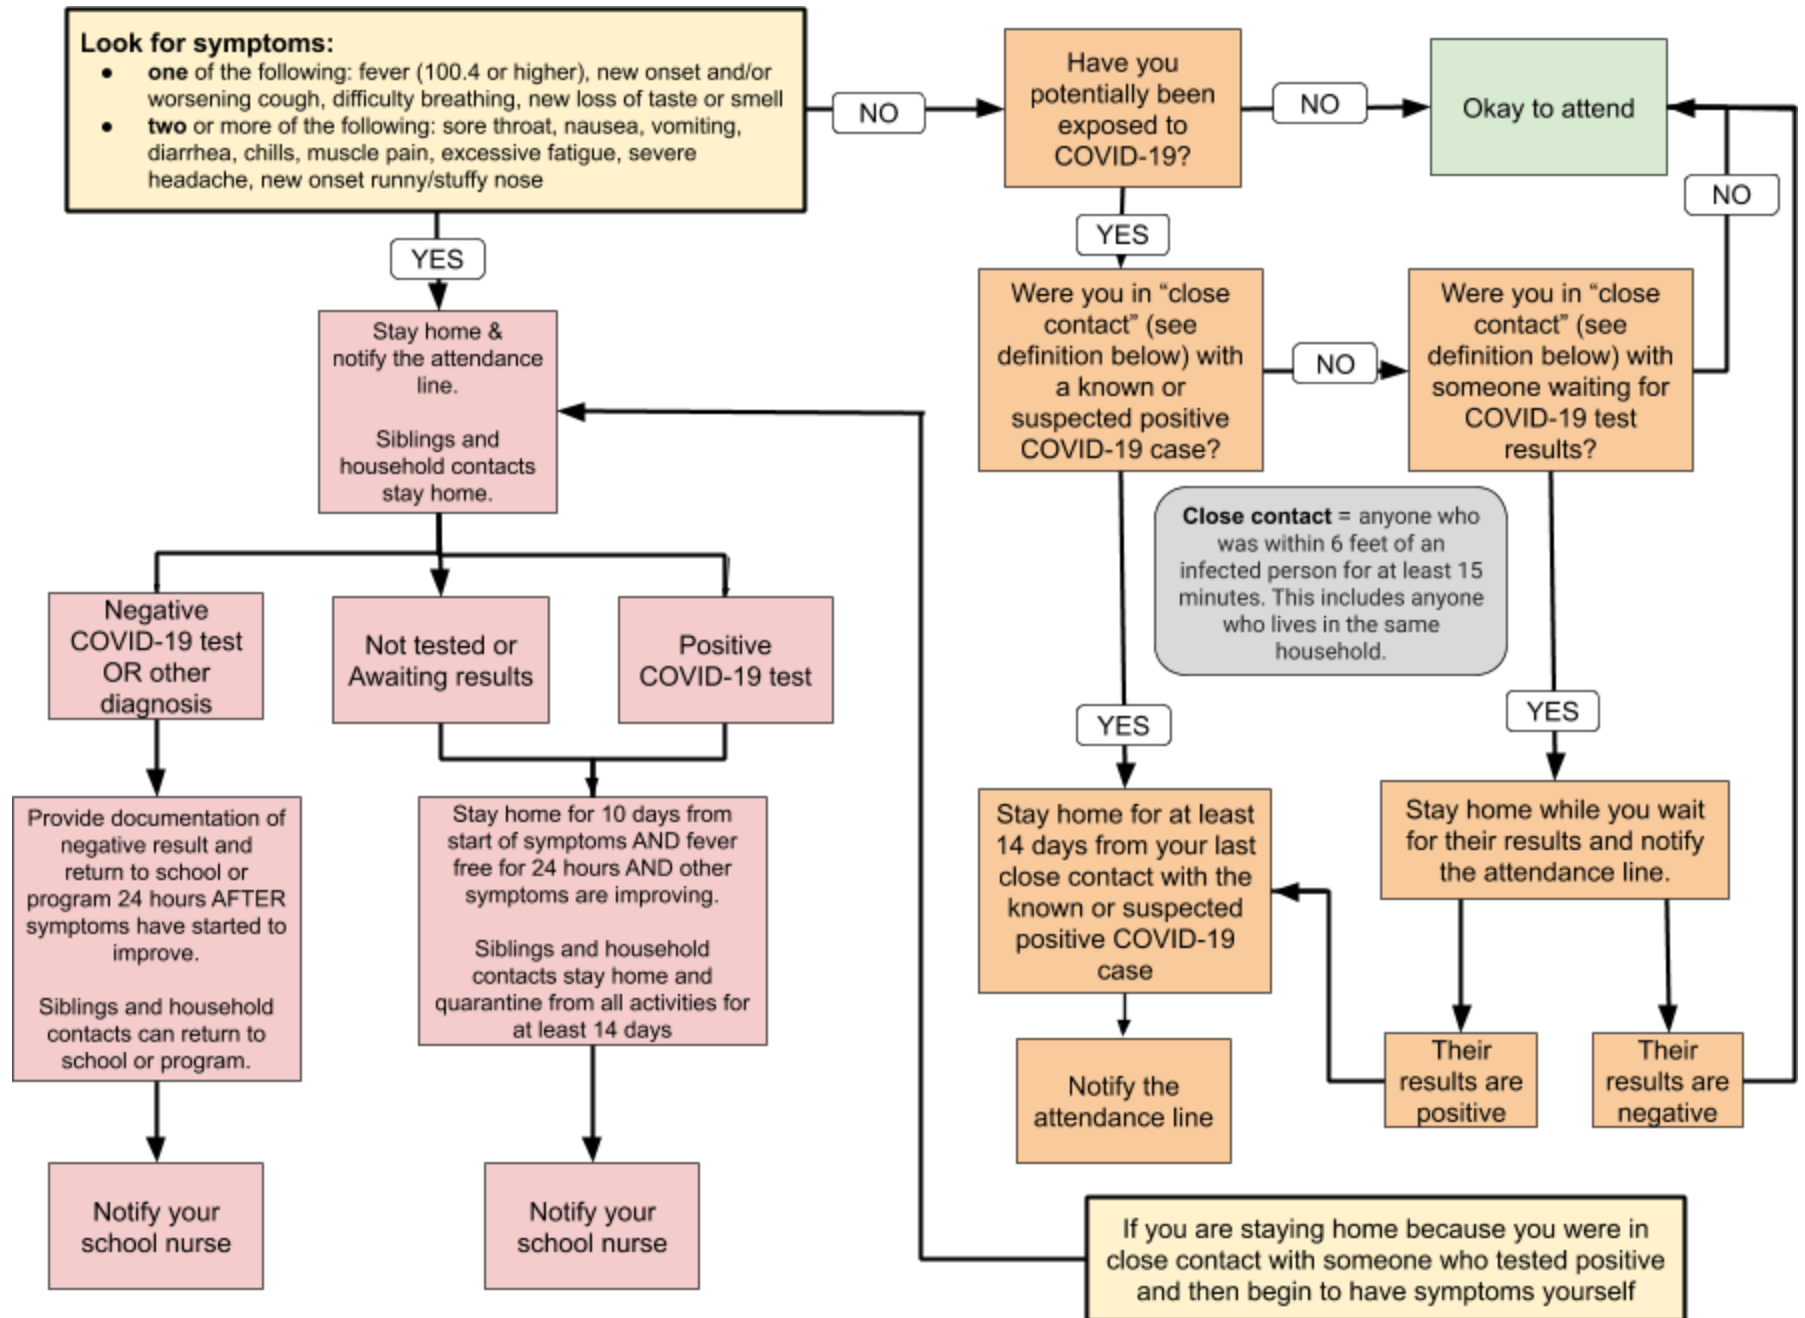 Look for symptoms:
● one of the following: fever (100.4 or higher), new onset and/or
worsening cough, difficulty breathing, new loss of taste or smell
● two or more of the following: sore throat, nausea, vomiting,
diarrhea, chills, muscle pain, excessive fatigue, severe
headache, new onset runny/stuffy nose
NO
Have you
potentially been
exposed to
COVID-19?
NO
Okay to attend
NO
YES
YES
Stay home &
notify the attendance
line.
Siblings and
household contacts
stay home.
Were you in “close
contact” (see
definition below) with
a known or
suspected positive
COVID-19 case?
NO
Were you in “close
contact” (see
definition below) with
someone waiting for
COVID-19 test
results?
Close contact = anyone who
was within 6 feet of an
infected person for at least 15
minutes. This includes anyone
who lives in the same
household.
Negative
COVID-19 test
OR other
diagnosis
Not tested or
Awaiting results
Positive
COVID-19 test
YES
YES
Provide documentation of
negative result and
return to school or
program 24 hours AFTER
symptoms have started to
improve.
Siblings and household
contacts can return to
school or program.
Stay home for 10 days from
start of symptoms AND fever
free for 24 hours AND other
symptoms are improving.
Siblings and household
contacts stay home and
quarantine from all activities for
at least 14 days
Stay home for at least
14 days from your last
close contact with the
known or suspected
positive COVID-19
case
Stay home while you wait
for their results and notify
the attendance line.
Notify the
attendance line
Their
results are
positive
Their
results are
negative
Notify your
school nurse
Notify your
school nurse
If you are staying home because you were in
close contact with someone who tested positive
and then begin to have symptoms yourself